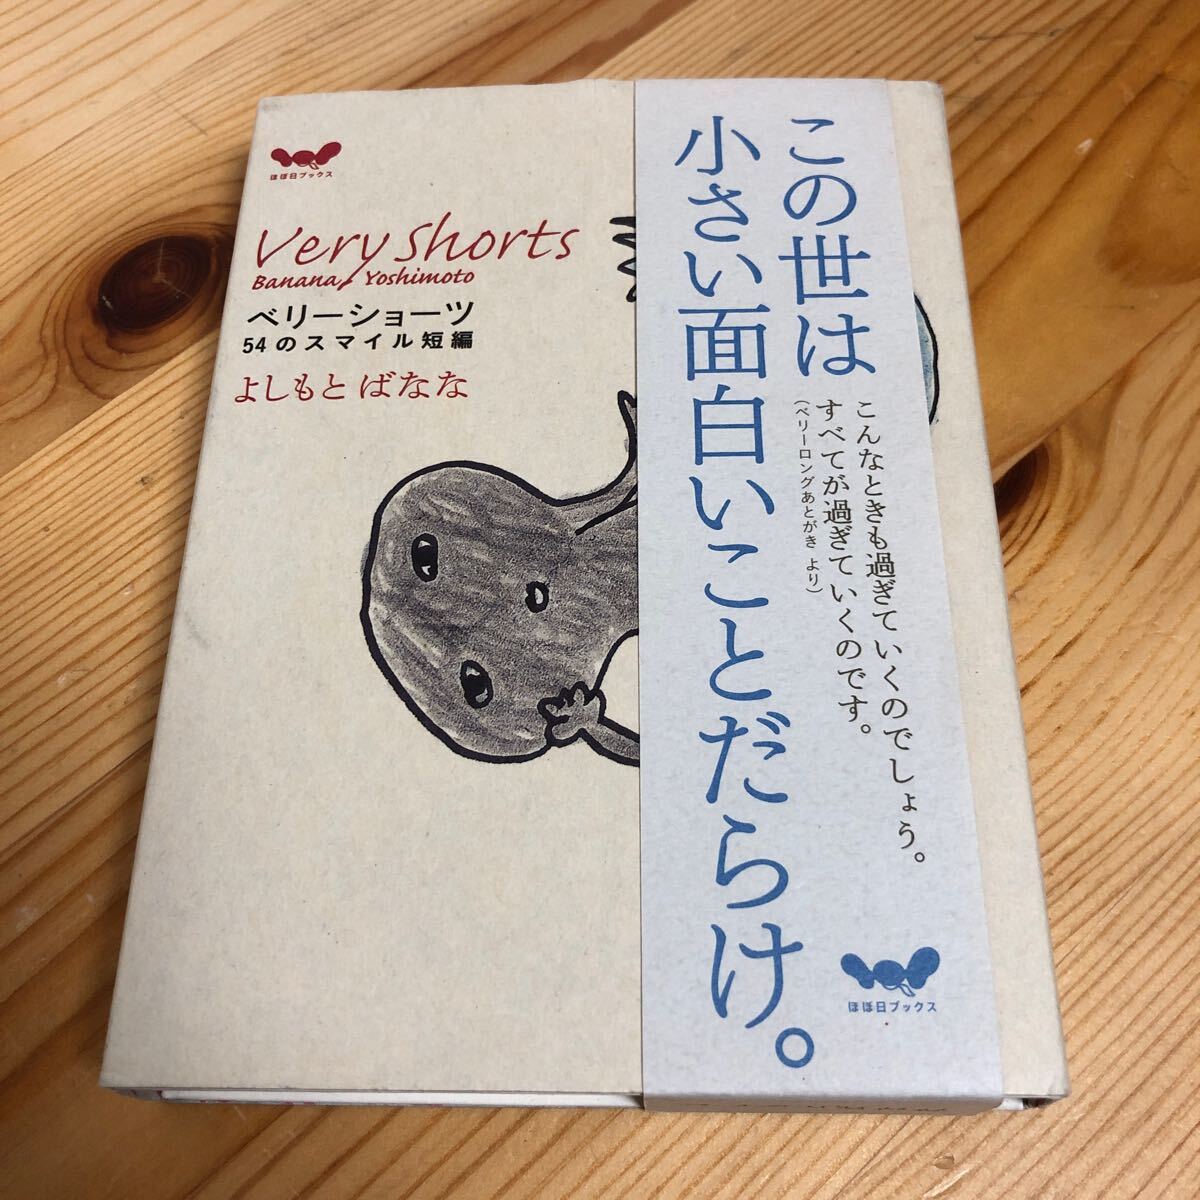 ほぼ日ブックス
Very Shorts
Banana Yoshimoto
ベリーショーツ
54のスマイル短編
よしもと ばなな
この世は
小さい面白いことだらけ。
こんなときも過ぎていくのでしょう。
すべてが過ぎていくのです。
(ベリーロングあとがき より)
ほぼ日ブックス